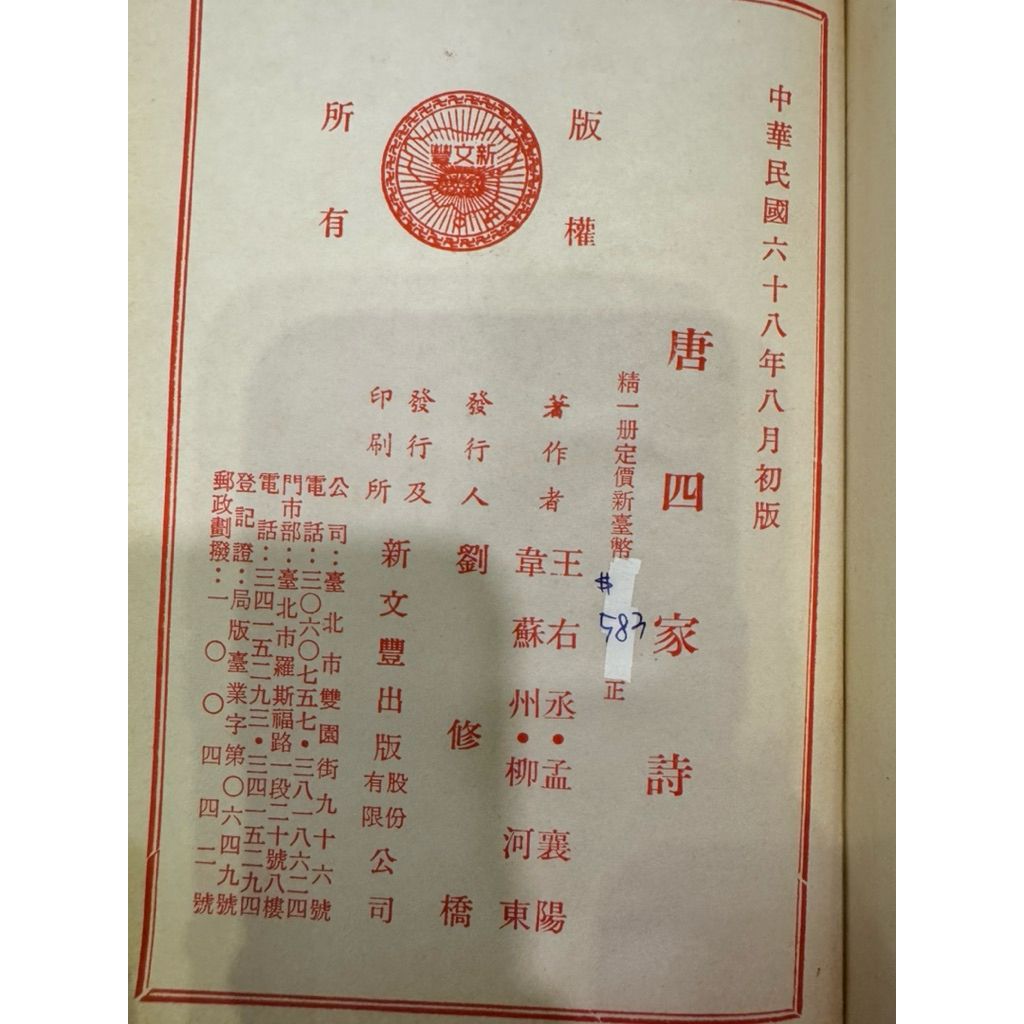 中華民國六十八年八月初版
版權
所有
新文豐
唐四家詩
精一册定價新臺幣
$583
正
著作者
王右丞•孟襄陽
韋蘇州•柳河東
發行人
劉修橋
發行及
印刷所
新文豐出版股份有限公司
公司：臺北市雙園街九十六號
電話：三〇六〇七五七•三八一八六二四
門市部：臺北市羅斯福路一段二十號八樓
電話：三四一五二九三•三四一五二九四
登記證：局版臺業字第〇六四九號
郵政劃撥：一〇〇四四二號